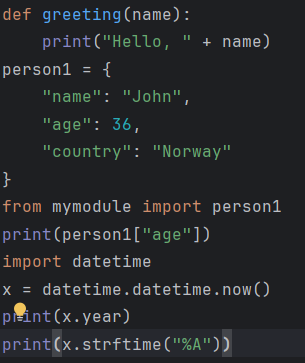 def greeting(name):
    print("Hello, " + name)
person1 = {
    "name": "John",
    "age": 36,
    "country": "Norway"
}
from mymodule import person1
print(person1["age"])
import datetime
x = datetime.datetime.now()
print(x.year)
print(x.strftime("%A"))